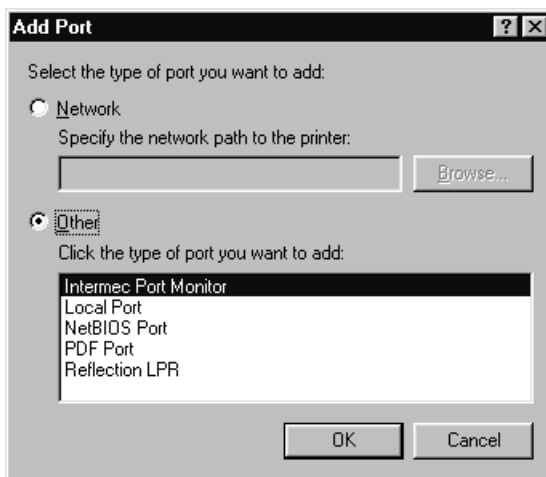 Add Port
Select the type of port you want to add:
Network
Specify the network path to the printer:
Browse...
Other
Click the type of port you want to add:
Intermec Port Monitor
Local Port
NetBIOS Port
PDF Port
Reflection LPR
OK Cancel